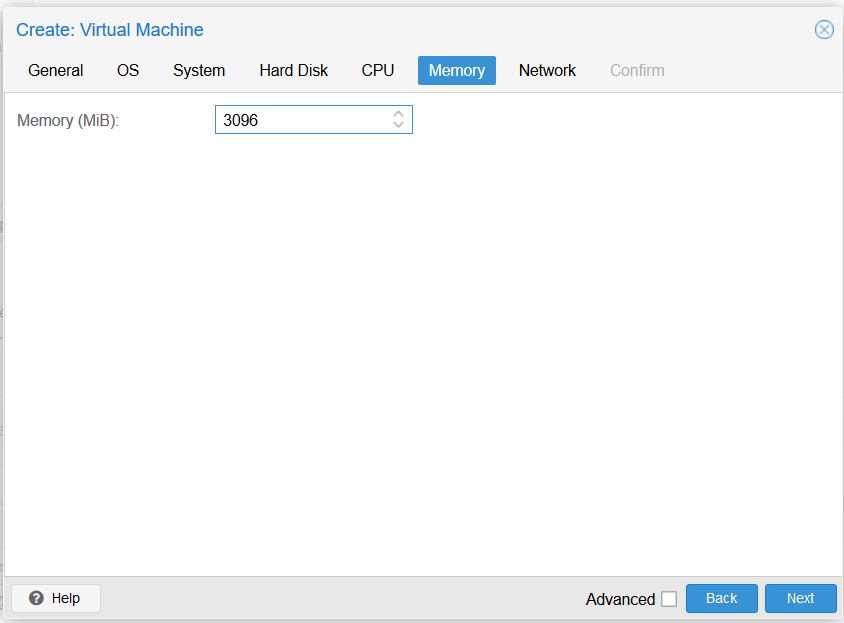 Create: Virtual Machine
General OS System Hard Disk CPU Memory Network Confirm
Memory (MiB): 3096
Help Advanced Back Next